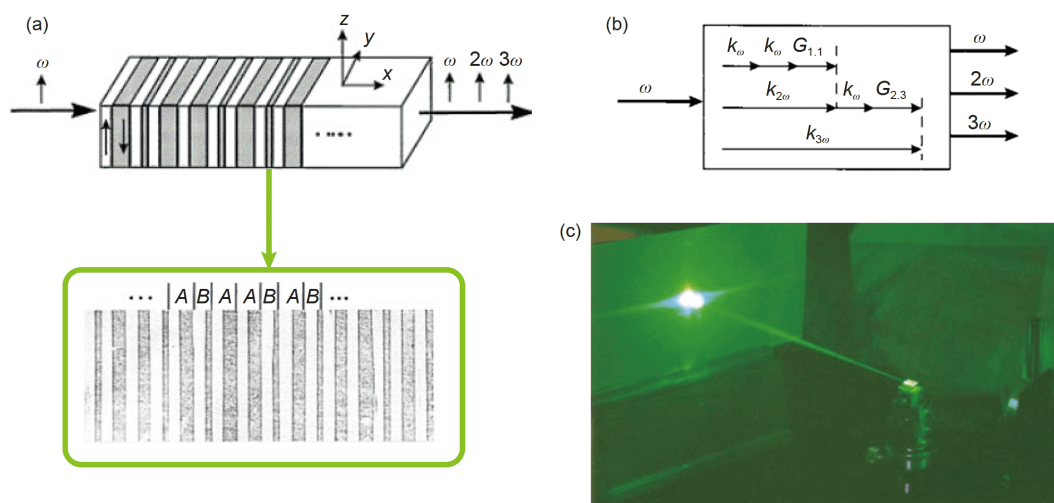 (a)
z
y
x
ω
ω 2ω 3ω
......
... A B A A B A B ...
(b)
ω
kω kω G1.1
k2ω kω G2.3
k3ω
ω
2ω
3ω
(c)